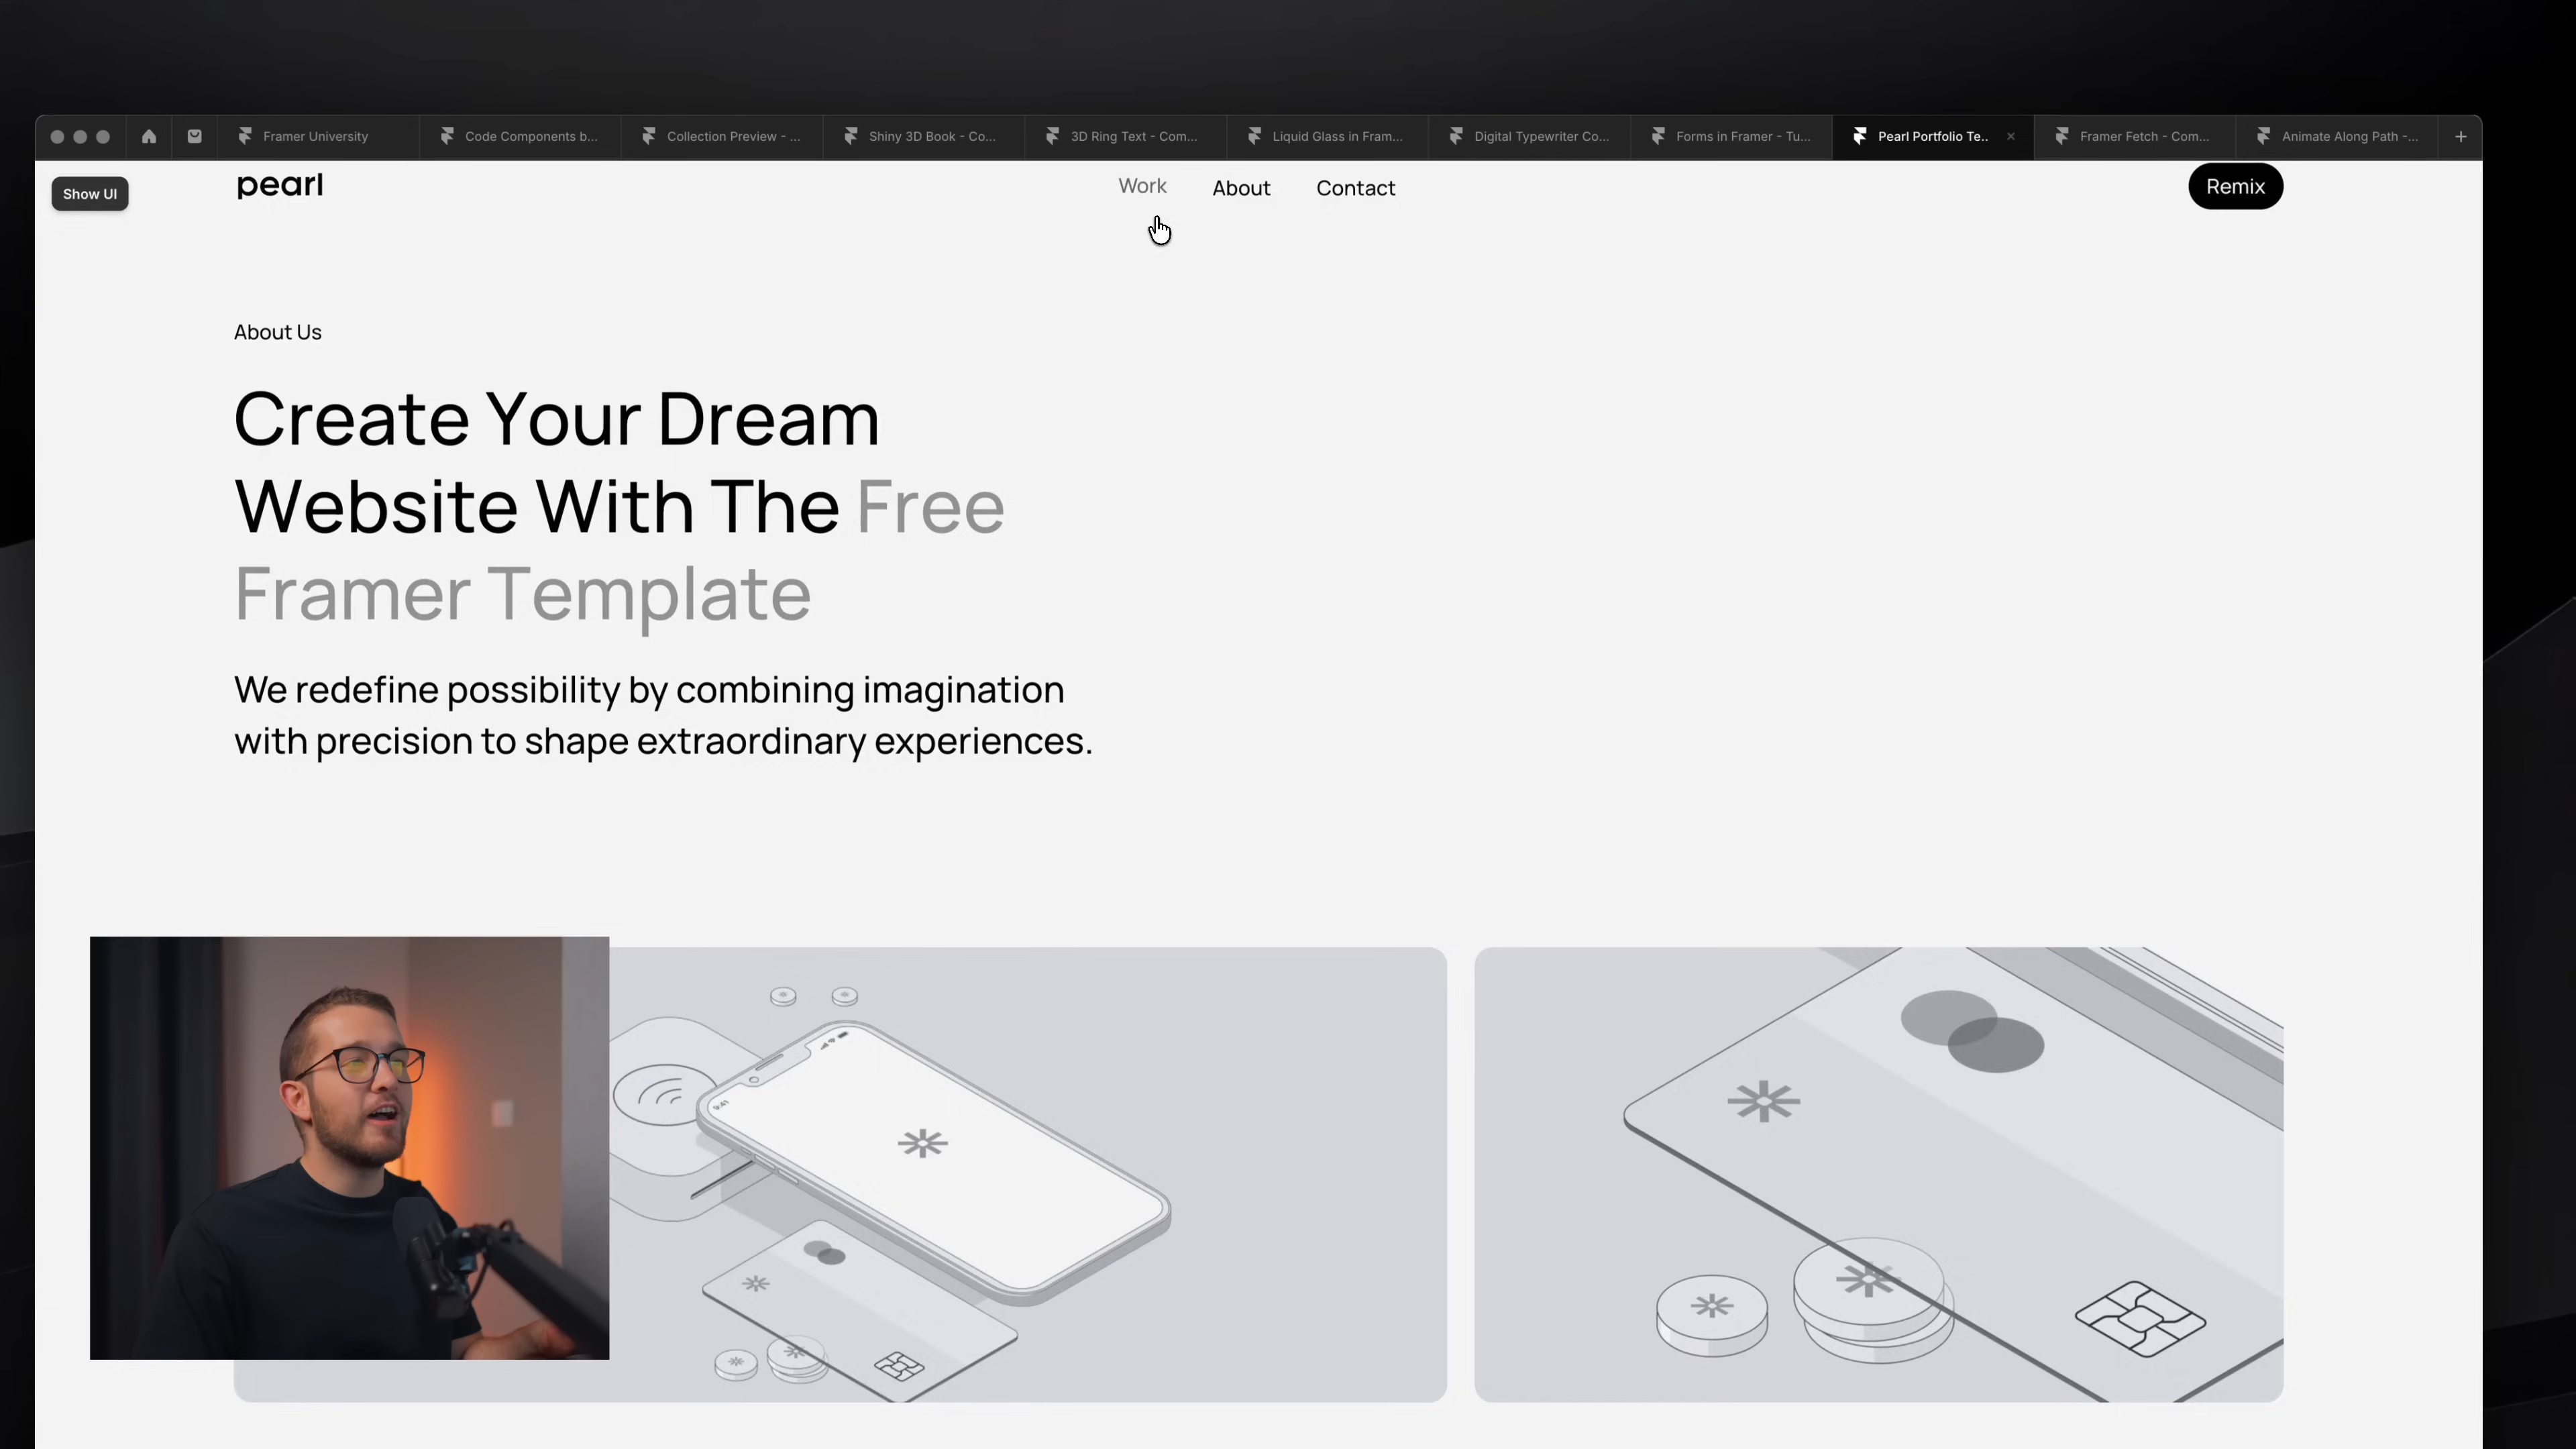 Framer University
Code Components b...
Collection Preview - ...
Shiny 3D Book - Co...
3D Ring Text - Com...
Liquid Glass in Fram...
Digital Typewriter Co...
Forms in Framer - Tu...
Pearl Portfolio Te..
Framer Fetch - Com...
Animate Along Path -...
Show UI
pearl
Work
About
Contact
Remix
About Us
Create Your Dream
Website With The Free
Framer Template
We redefine possibility by combining imagination
with precision to shape extraordinary experiences.
9:41